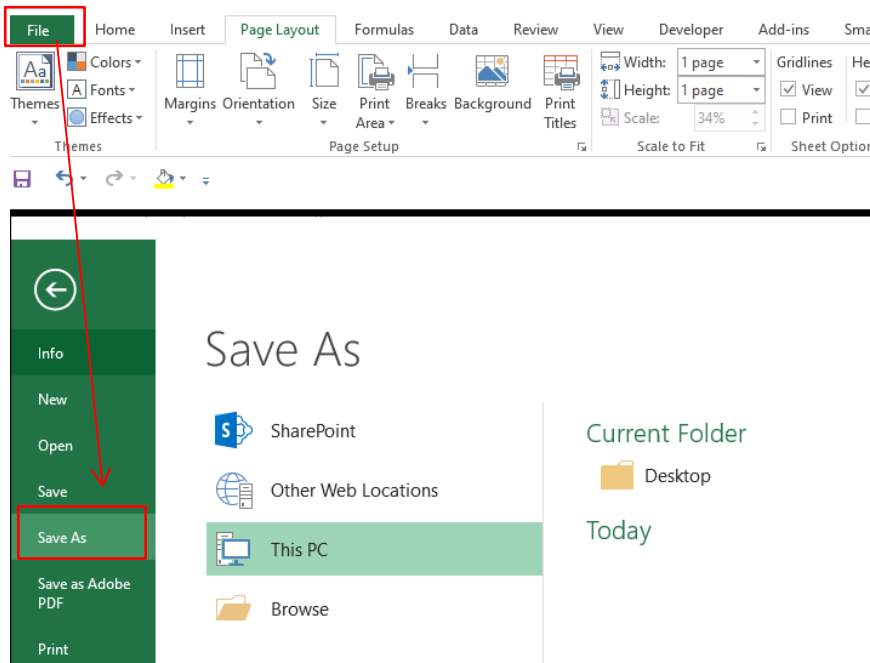 File Home Insert Page Layout Formulas Data Review View Developer Add-ins
Aa Colors Width: 1 page Gridlines
A Fonts Height: 1 page View
Themes Effects Margins Orientation Size Print Breaks Background Print Scale: 34% Print
Area Titles
Themes Page Setup Scale to Fit Sheet
Save As
Info
New
S SharePoint
Current Folder
Open
Desktop
Save
Other Web Locations
Today
Save As
This PC
Save as Adobe
PDF
Browse
Print